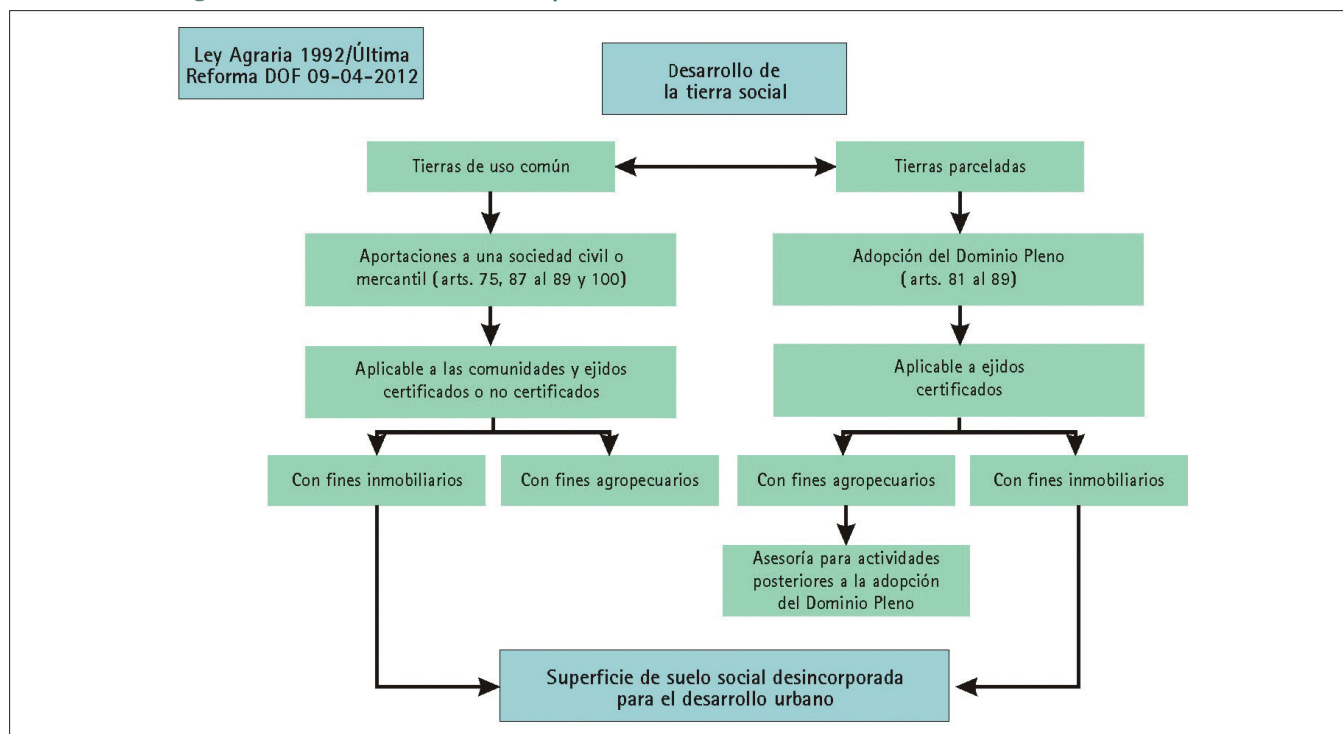 Ley Agraria 1992/Última
Reforma DOF 09-04-2012
Desarrollo de
la tierra social
Tierras de uso común
Tierras parceladas
Aportaciones a una sociedad civil o
mercantil (arts. 75, 87 al 89 y 100)
Adopción del Dominio Pleno
(arts. 81 al 89)
Aplicable a las comunidades y ejidos
certificados o no certificados
Aplicable a ejidos
certificados
Con fines inmobiliarios
Con fines agropecuarios
Con fines agropecuarios
Con fines inmobiliarios
Asesoría para actividades
posteriores a la adopción
del Dominio Pleno
Superficie de suelo social desincorporada
para el desarrollo urbano